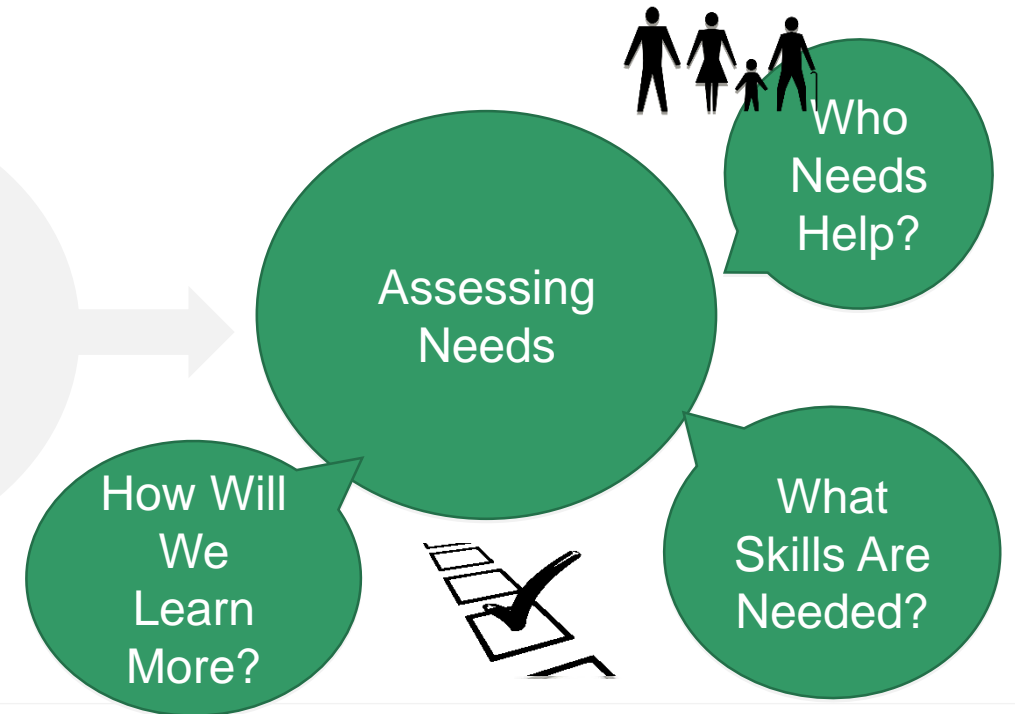 Who
Needs
Help?
Assessing
Needs
How Will
We
Learn
More?
What
Skills Are
Needed?